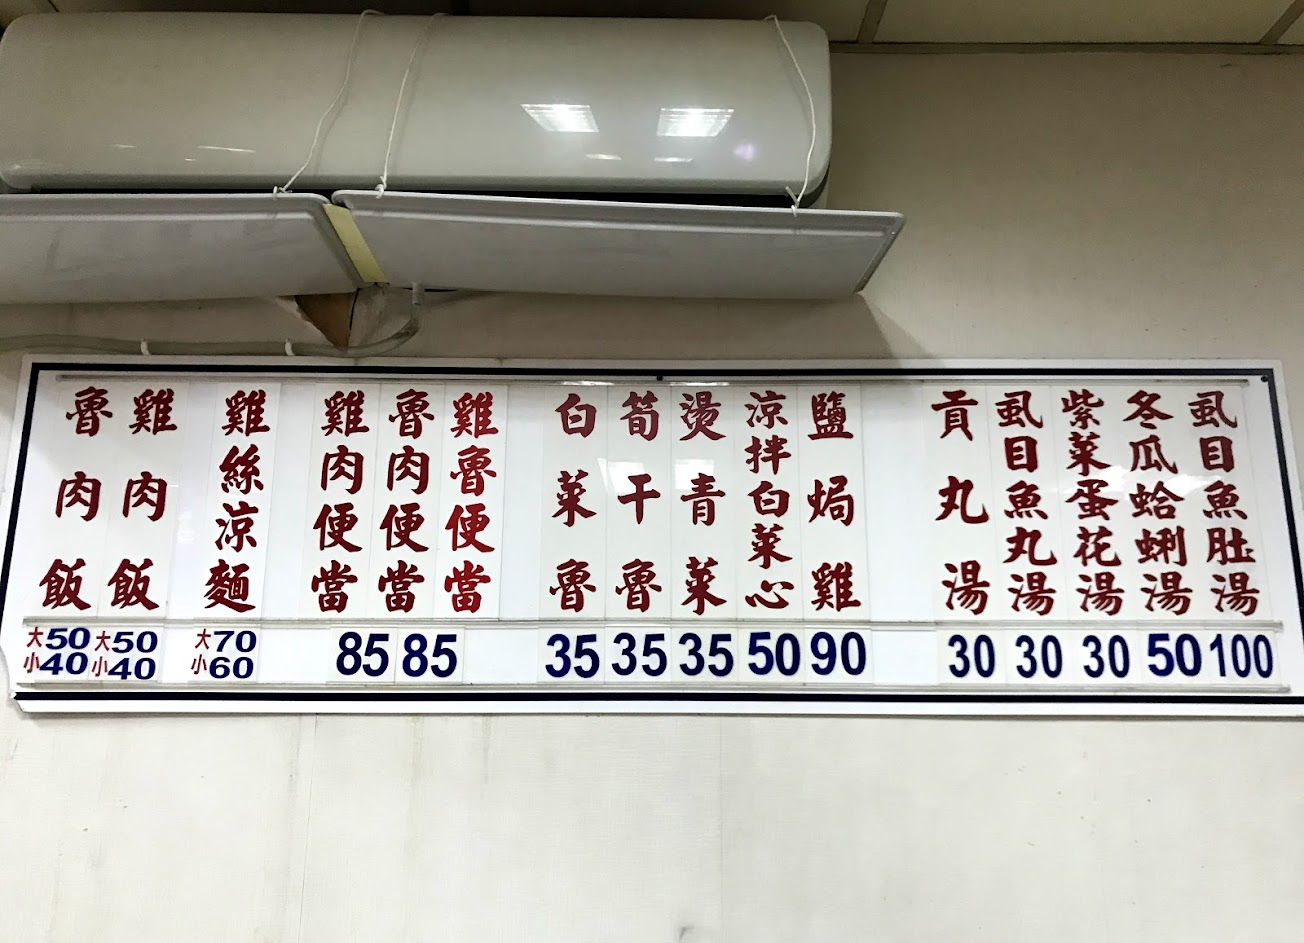 魯肉飯
大50
小40
雞肉飯
大50
小40
雞絲涼麵
大70
小60
雞肉便當
85
魯肉便當
85
雞魯便當
白菜魯
35
筍干魯
35
燙青菜
35
涼拌白菜心
50
鹽焗雞
90
貢丸湯
30
虱目魚丸湯
30
紫菜蛋花湯
30
冬瓜蛤蜊湯
50
虱目魚肚湯
100